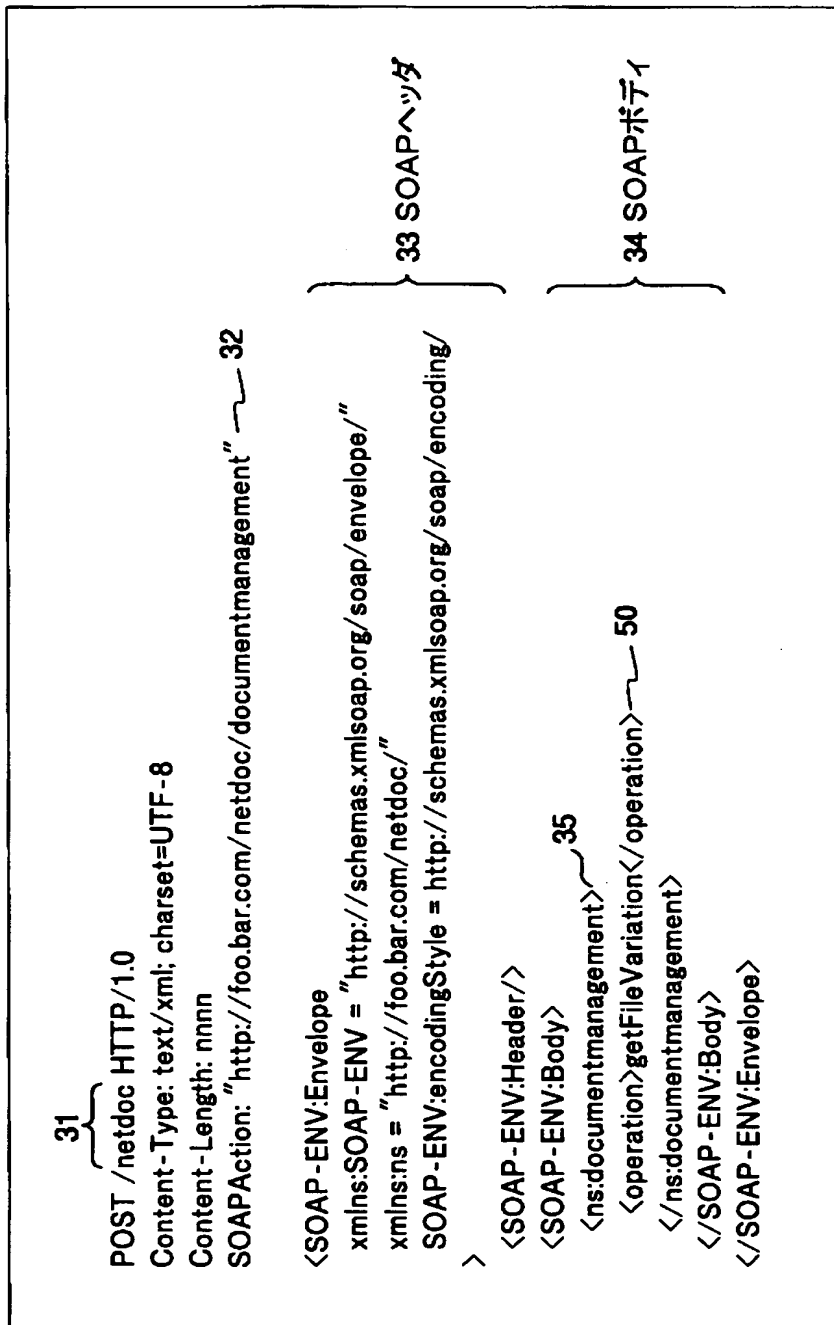 31
POST /netdoc HTTP/1.0
Content-Type: text/xml; charset=UTF-8
Content-Length: nnnn
SOAPAction: "http://foo.bar.com/netdoc/documentmanagement" 32
<SOAP-ENV:Envelope
xmlns:SOAP-ENV = "http://schemas.xmlsoap.org/soap/envelope/"
xmlns:ns = "http://foo.bar.com/netdoc/"
SOAP-ENV:encodingStyle = http://schemas.xmlsoap.org/soap/encoding/
>
33 SOAPヘッダ
<SOAP-ENV:Header/>
<SOAP-ENV:Body>
<ns:documentmanagement> 35
<operation>getFileVariation</operation> 50
</ns:documentmanagement>
</SOAP-ENV:Body>
</SOAP-ENV:Envelope>
34 SOAPボディ